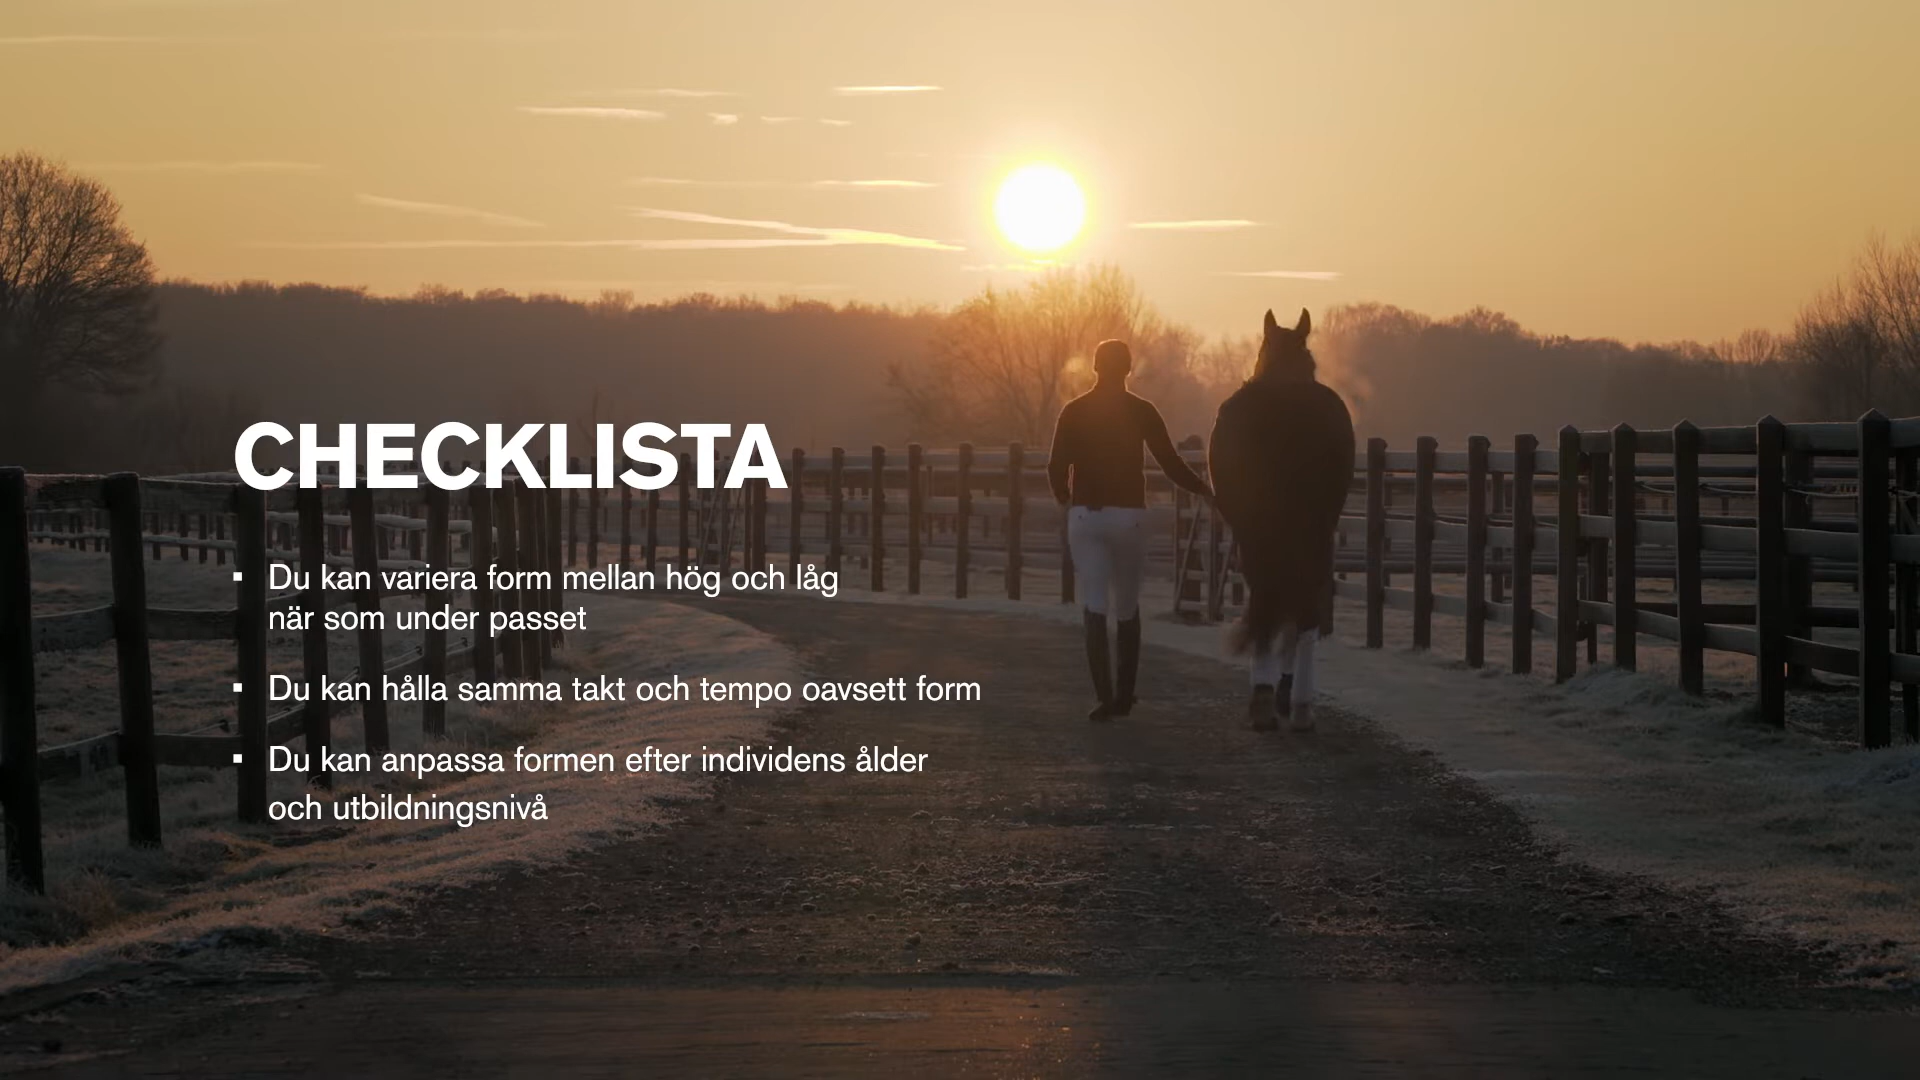 CHECKLISTA
▪ Du kan variera form mellan hög och låg
när som under passet
▪ Du kan hålla samma takt och tempo oavsett form
▪ Du kan anpassa formen efter individens ålder
och utbildningsnivå